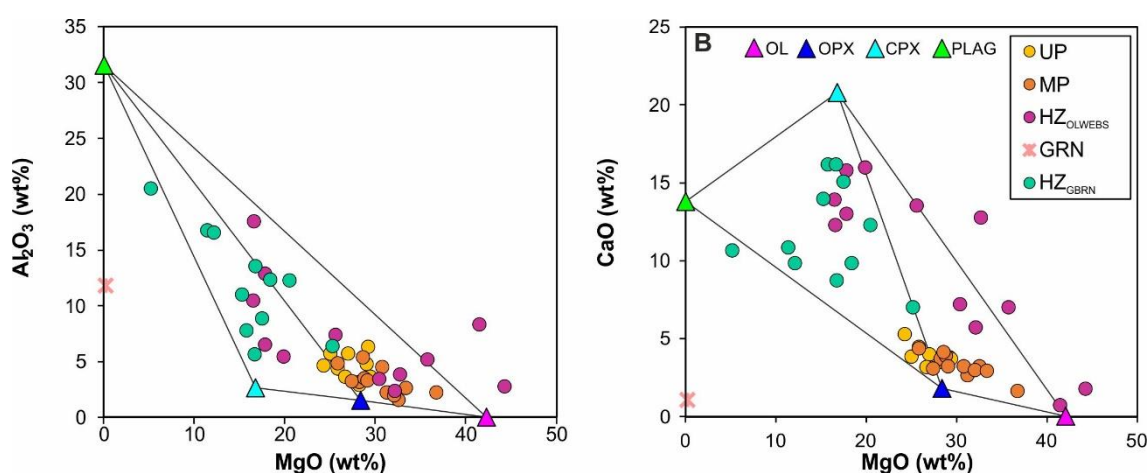 35
30
25
20
15
10
5
0
Al₂O₃ (wt%)
0 10 20 30 40 50
MgO (wt%)
B
OL OPX CPX PLAG
UP
MP
HZOLWEBS
GRN
HZGBRN
25
20
15
10
5
0
CaO (wt%)
0 10 20 30 40 50
MgO (wt%)